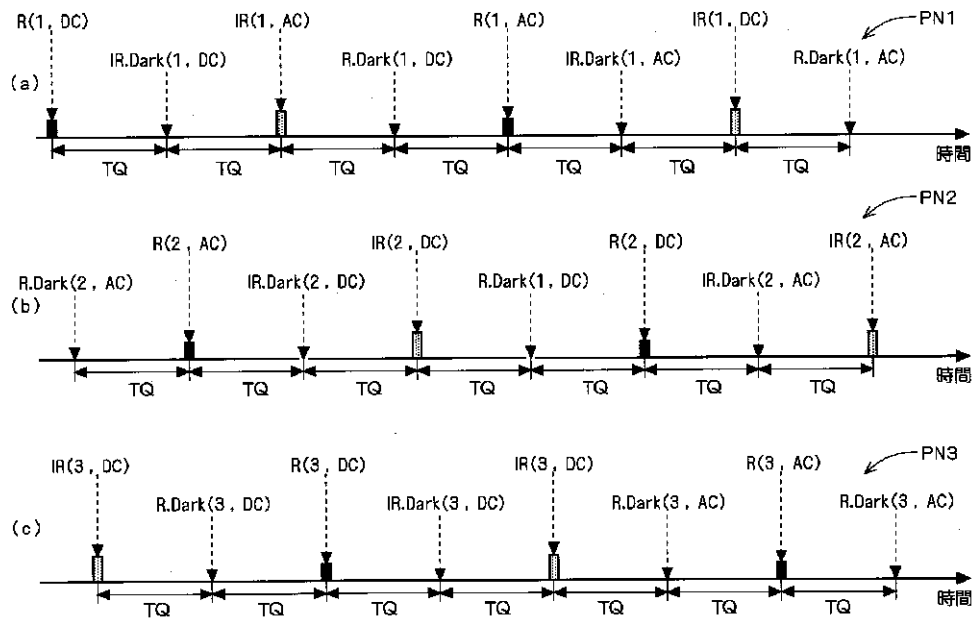 R(1, DC) IR(1, AC) R(1, AC) IR(1, DC) PN1
IR.Dark(1, DC) R.Dark(1, DC) IR.Dark(1, AC) R.Dark(1, AC)
(a)
TQ TQ TQ TQ TQ TQ TQ 時間
PN2
R(2, AC) IR(2, DC) R(2, DC) IR(2, AC)
R.Dark(2, AC) IR.Dark(2, DC) R.Dark(1, DC) IR.Dark(2, AC)
(b)
TQ TQ TQ TQ TQ TQ TQ 時間
IR(3, DC) R(3, DC) IR(3, DC) R(3, AC) PN3
R.Dark(3, DC) IR.Dark(3, DC) R.Dark(3, AC) R.Dark(3, AC)
(c)
TQ TQ TQ TQ TQ TQ TQ 時間